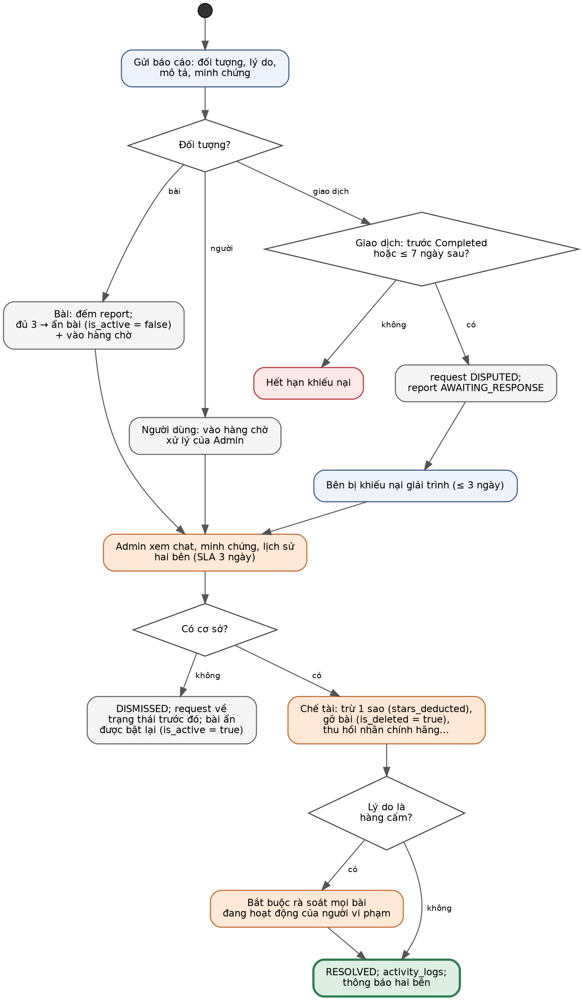 Gửi báo cáo: đối tượng, lý do,
mô tả, minh chứng
Đối tượng?
bài
giao dịch
người
Giao dịch: trước Completed
hoặc ≤ 7 ngày sau?
Bài: đếm report;
đủ 3 → ẩn bài (is_active = false)
+ vào hàng chờ
không
có
Hết hạn khiếu nại
request DISPUTED;
report AWAITING_RESPONSE
Người dùng: vào hàng chờ
xử lý của Admin
Bên bị khiếu nại giải trình (≤ 3 ngày)
Admin xem chat, minh chứng, lịch sử
hai bên (SLA 3 ngày)
Có cơ sở?
không
có
DISMISSED; request về
trạng thái trước đó; bài ẩn
được bật lại (is_active = true)
Chế tài: trừ 1 sao (stars_deducted),
gỡ bài (is_deleted = true),
thu hồi nhãn chính hãng...
Lý do là
hàng cấm?
có
không
Bắt buộc rà soát mọi bài
đang hoạt động của người vi phạm
RESOLVED; activity_logs;
thông báo hai bên